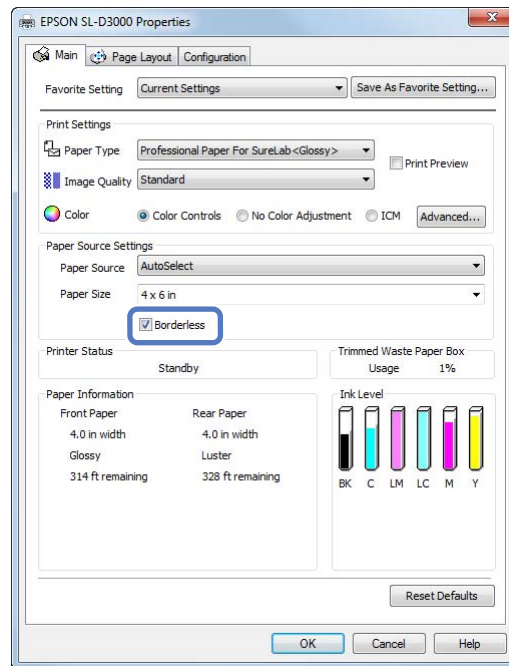 EPSON SL-D3000 Properties
Main Page Layout Configuration
Favorite Setting Current Settings Save As Favorite Setting...
Print Settings
Paper Type Professional Paper For SureLab<Glossy>
Print Preview
Image Quality Standard
Color Color Controls No Color Adjustment ICM Advanced...
Paper Source Settings
Paper Source AutoSelect
Paper Size 4 x 6 in
Borderless
Printer Status Trimmed Waste Paper Box
Standby Usage 1%
Paper Information Ink Level
Front Paper Rear Paper
4.0 in width 4.0 in width
Glossy Luster
314 ft remaining 328 ft remaining
BK C LM LC M Y
Reset Defaults
OK Cancel Help